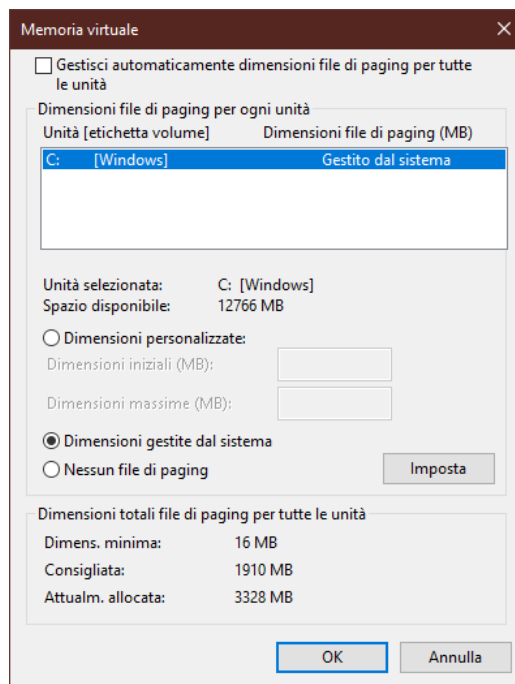 Memoria virtuale
Gestisci automaticamente dimensioni file di paging per tutte
le unità
Dimensioni file di paging per ogni unità
Unità [etichetta volume] Dimensioni file di paging (MB)
C: [Windows] Gestito dal sistema
Unità selezionata: C: [Windows]
Spazio disponibile: 12766 MB
Dimensioni personalizzate:
Dimensioni iniziali (MB):
Dimensioni massime (MB):
Dimensioni gestite dal sistema
Nessun file di paging Imposta
Dimensioni totali file di paging per tutte le unità
Dimens. minima: 16 MB
Consigliata: 1910 MB
Attualm. allocata: 3328 MB
OK Annulla